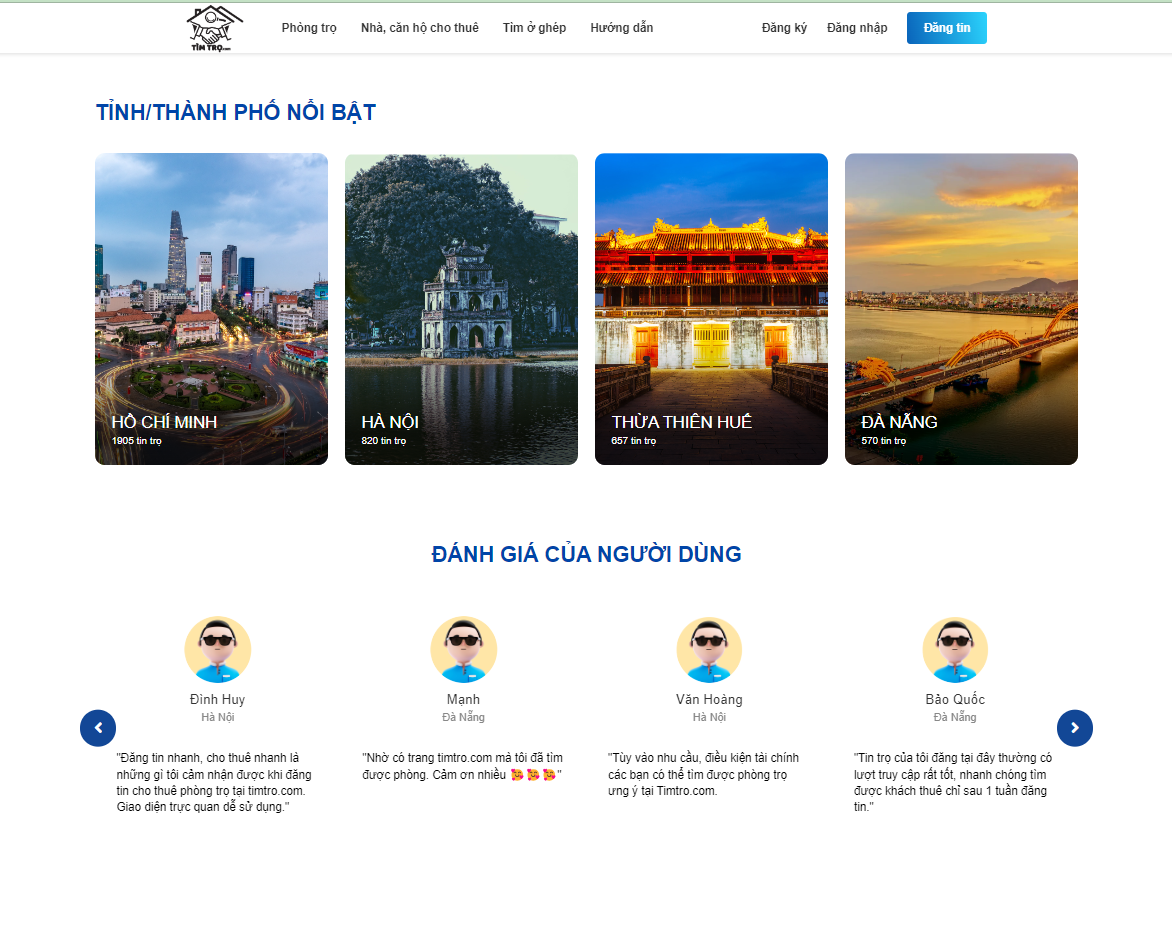 TÌM TRỌ.com
Phòng trọ Nhà, căn hộ cho thuê Tìm ở ghép Hướng dẫn Đăng ký Đăng nhập Đăng tin
TỈNH/THÀNH PHỐ NỔI BẬT
HỒ CHÍ MINH
1905 tin trọ
HÀ NỘI
820 tin trọ
THỪA THIÊN HUẾ
657 tin trọ
ĐÀ NẴNG
570 tin trọ
ĐÁNH GIÁ CỦA NGƯỜI DÙNG
Đình Huy
Hà Nội
"Đăng tin nhanh, cho thuê nhanh là
những gì tôi cảm nhận được khi đăng
tin cho thuê phòng trọ tại timtro.com.
Giao diện trực quan dễ sử dụng."
Mạnh
Đà Nẵng
"Nhờ có trang timtro.com mà tôi đã tìm
được phòng. Cảm ơn nhiều 🥰 🥰 🥰"
Văn Hoàng
Hà Nội
"Tùy vào nhu cầu, điều kiện tài chính
các bạn có thể tìm được phòng trọ
ưng ý tại Timtro.com.
Bảo Quốc
Đà Nẵng
"Tin trọ của tôi đăng tại đây thường có
lượt truy cập rất tốt, nhanh chóng tìm
được khách thuê chỉ sau 1 tuần đăng
tin."